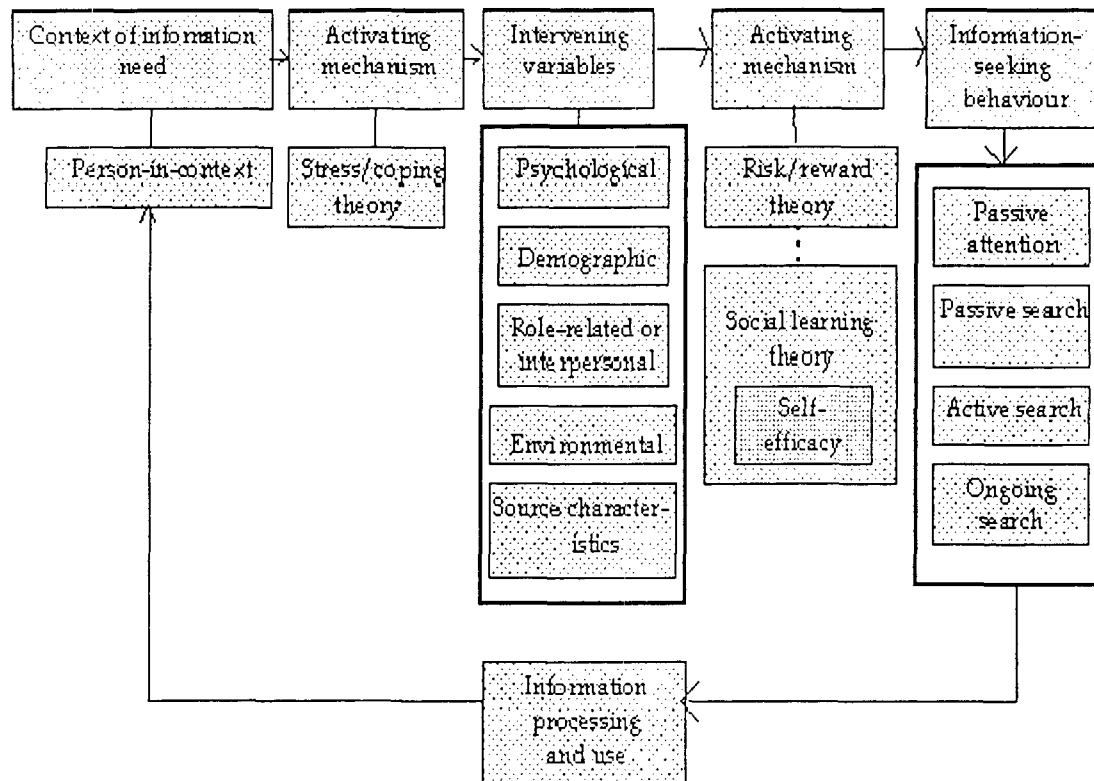 Context of information
need
Activating
mechanism
Intervening
variables
Activating
mechanism
Information-
seeking
behaviour
Person-in-context
Stress/coping
theory
Psychological
Demographic
Role-related or
interpersonal
Environmental
Source character-
istics
Risk/reward
theory
Social learning
theory
Self-
efficacy
Passive
attention
Passive search
Active search
Ongoing
search
Information
processing
and use